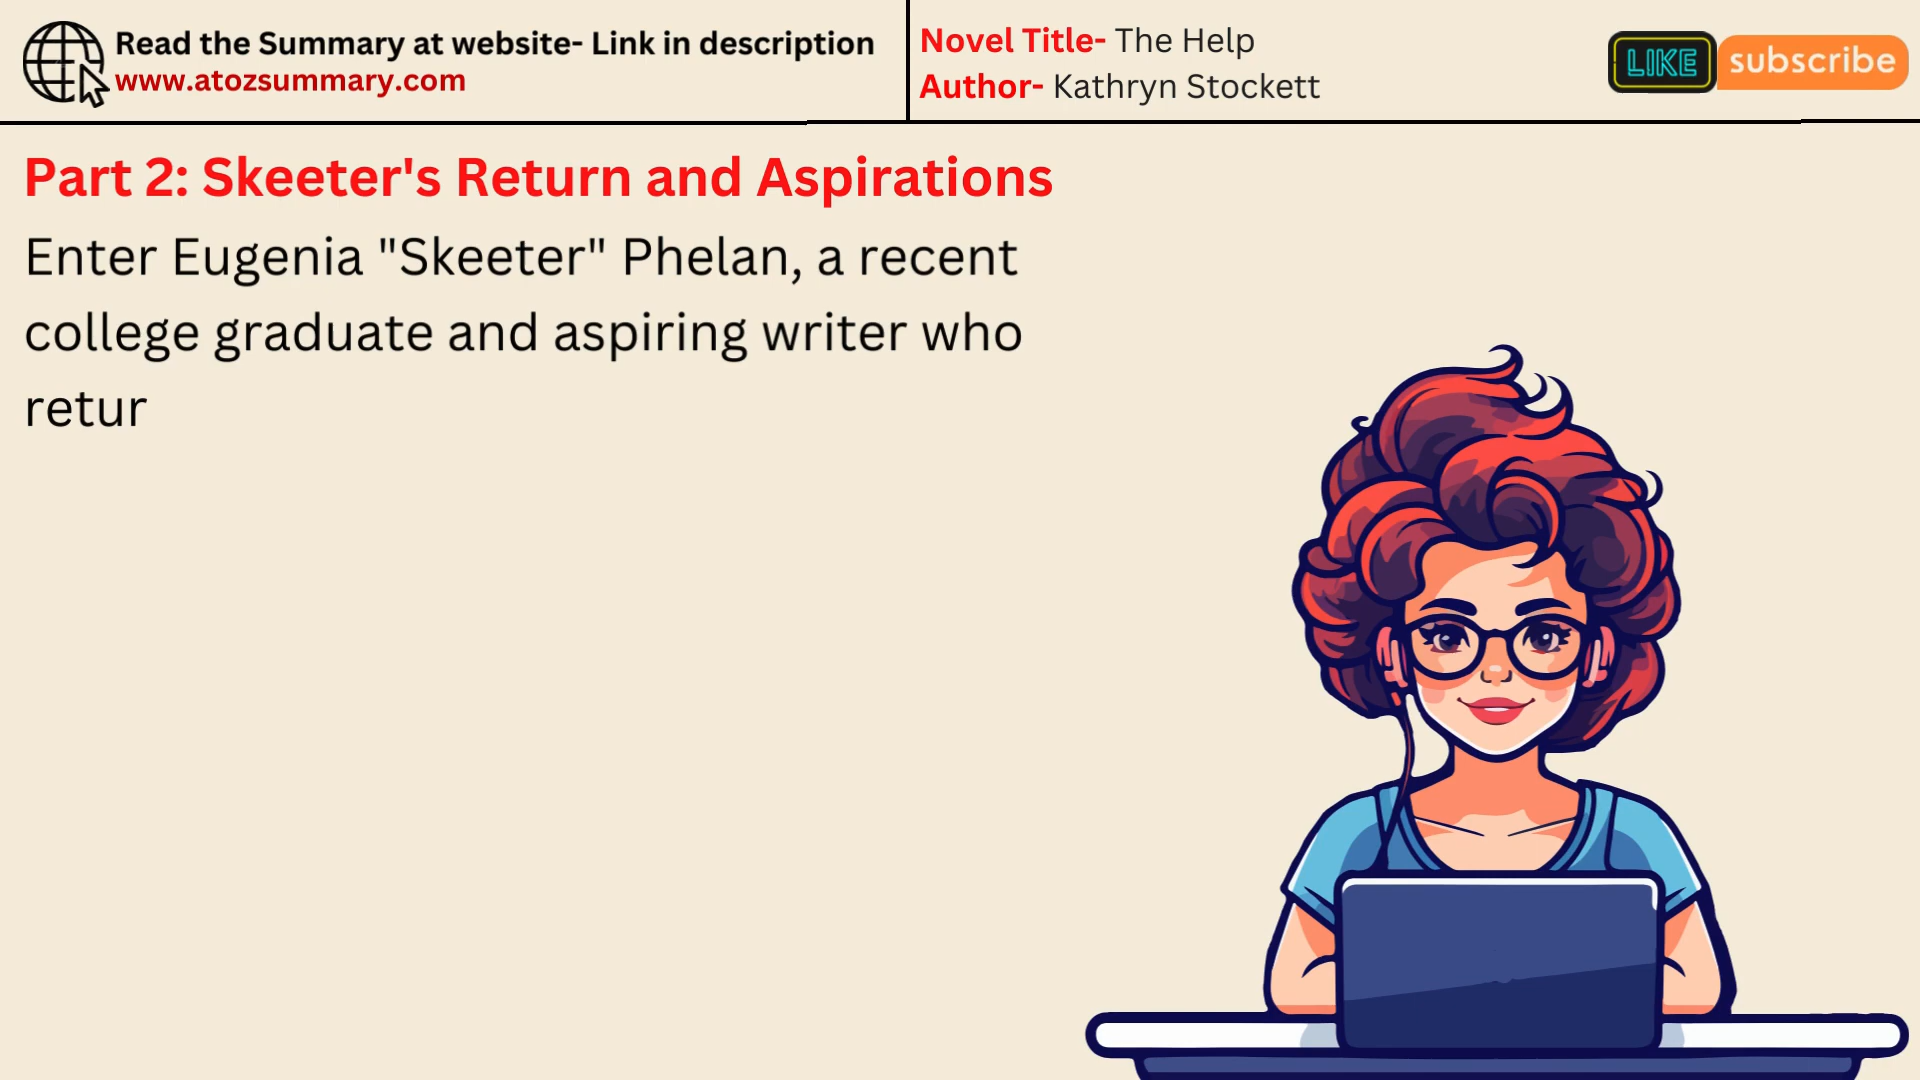 Read the Summary at website- Link in description
www.atozsummary.com
Novel Title- The Help
Author- Kathryn Stockett
LIKE
subscribe
Part 2: Skeeter's Return and Aspirations
Enter Eugenia "Skeeter" Phelan, a recent
college graduate and aspiring writer who
retur